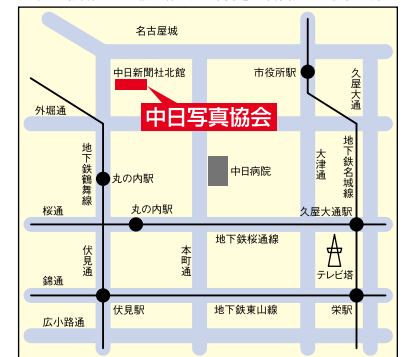 名古屋城
中日新聞社北館
市役所駅
久屋大通
外堀通
中日写真協会
地下鉄鶴舞線
丸の内駅
中日病院
大津通
地下鉄名城線
桜通
丸の内駅
久屋大通駅
地下鉄桜通線
伏見通
本町通
テレビ塔
錦通
伏見駅
地下鉄東山線
栄駅
広小路通